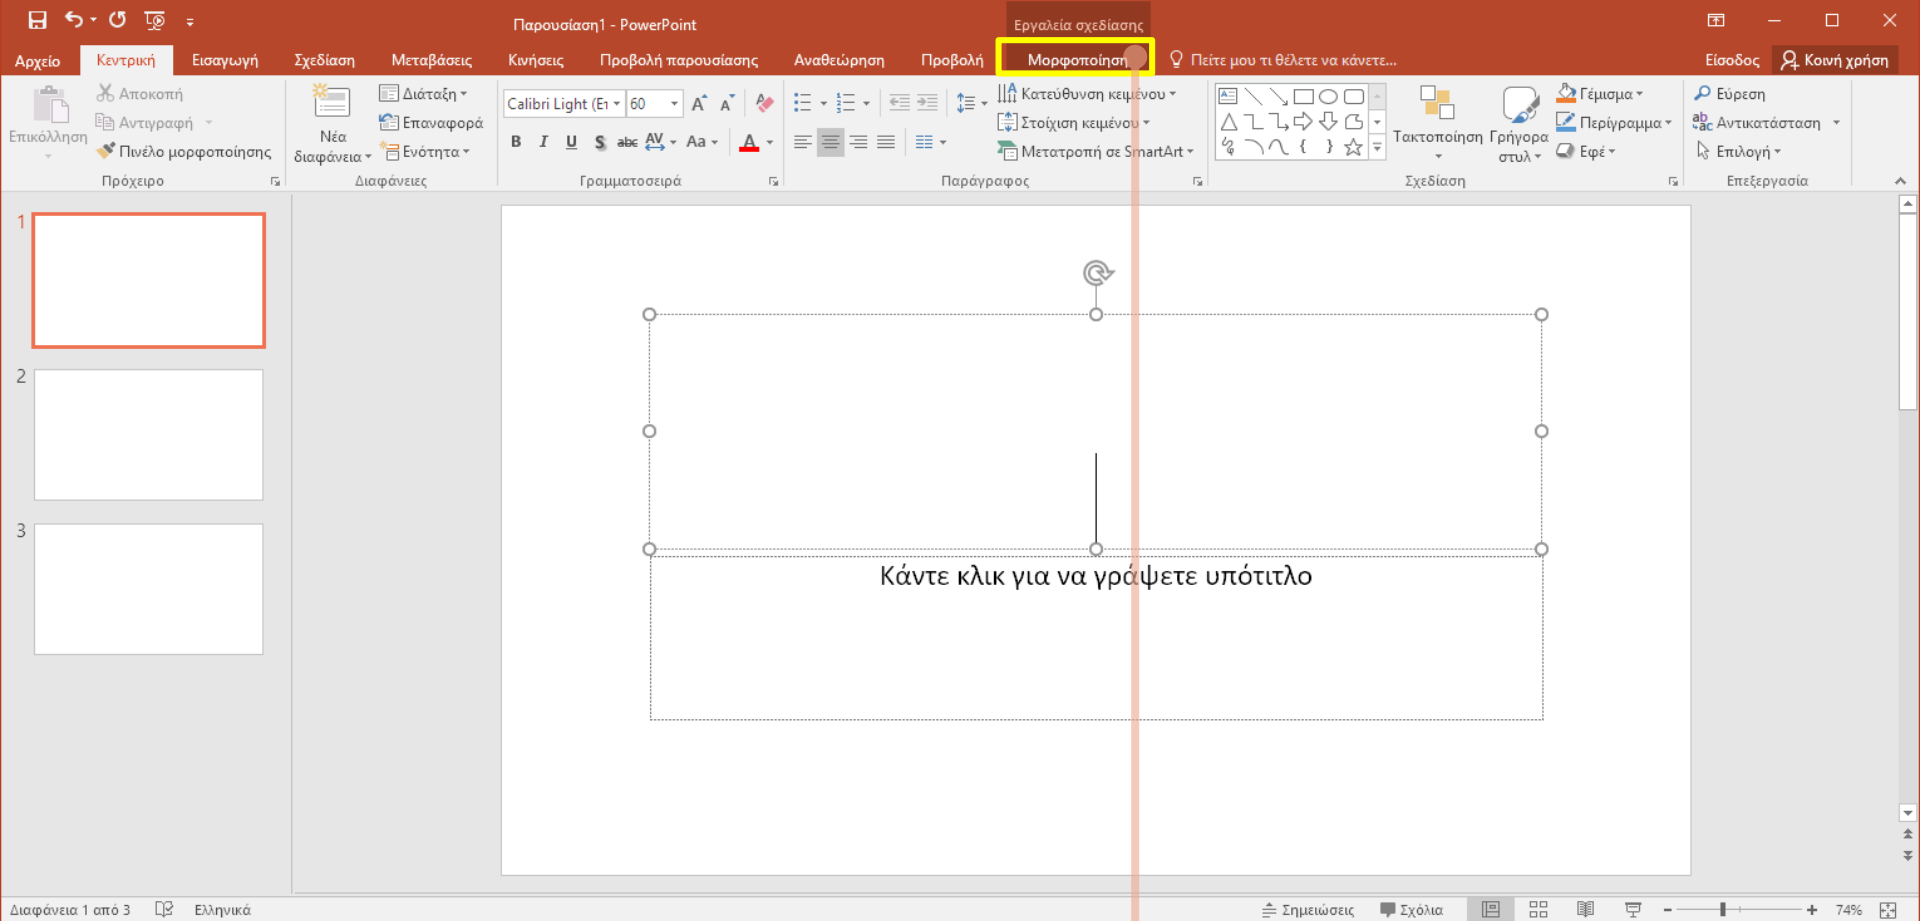 Παρουσίαση1 - PowerPoint
Εργαλεία σχεδίασης
Αρχείο Κεντρική Εισαγωγή Σχεδίαση Μεταβάσεις Κινήσεις Προβολή παρουσίασης Αναθεώρηση Προβολή Μορφοποίηση Πείτε μου τι θέλετε να κάνετε... Είσοδος Κοινή χρήση
Επικόλληση
Αποκοπή
Αντιγραφή
Πινέλο μορφοποίησης
Πρόχειρο
Νέα
διαφάνεια
Διάταξη
Επαναφορά
Ενότητα
Διαφάνειες
Calibri Light (Ετ 60
B I U S abc AV Aa A
Γραμματοσειρά
Κατεύθυνση κειμένου
Στοίχιση κειμένου
Μετατροπή σε SmartArt
Παράγραφος
Τακτοποίηση
Γρήγορα
στυλ
Γέμισμα
Περίγραμμα
Εφέ
Σχεδίαση
Εύρεση
Αντικατάσταση
Επιλογή
Επεξεργασία
1
2
3
Κάντε κλικ για να γράψετε υπότιτλο
Διαφάνεια 1 από 3 Ελληνικά Σημειώσεις Σχόλια 74%